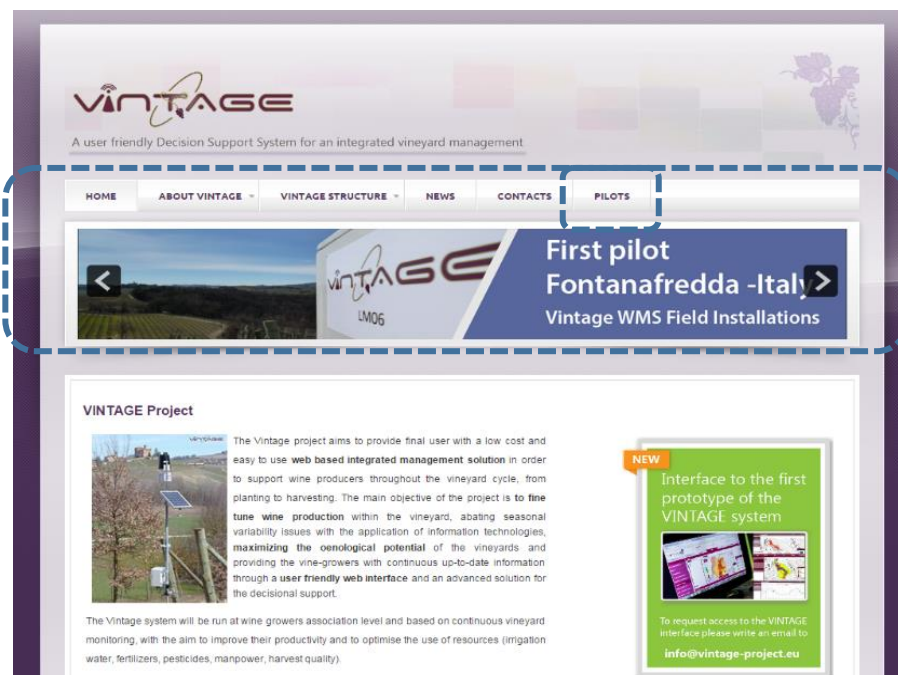 VINTAGE
A user friendly Decision Support System for an integrated vineyard management
HOME ABOUT VINTAGE VINTAGE STRUCTURE NEWS CONTACTS PILOTS
VINTAGE
LM06
First pilot
Fontanafredda -Italy
Vintage WMS Field Installations
VINTAGE Project
The Vintage project aims to provide final user with a low cost and
easy to use web based integrated management solution in order
to support wine producers throughout the vineyard cycle, from
planting to harvesting. The main objective of the project is to fine
tune wine production within the vineyard, abating seasonal
variability issues with the application of information technologies,
maximizing the oenological potential of the vineyards and
providing the vine-growers with continuous up-to-date information
through a user friendly web interface and an advanced solution for
the decisional support.
The Vintage system will be run at wine growers association level and based on continuous vineyard
monitoring, with the aim to improve their productivity and to optimise the use of resources (irrigation
water, fertilizers, pesticides, manpower, harvest quality).
NEW
Interface to the first
prototype of the
VINTAGE system
To request access to the VINTAGE
interface please write an email to
info@vintage-project.eu